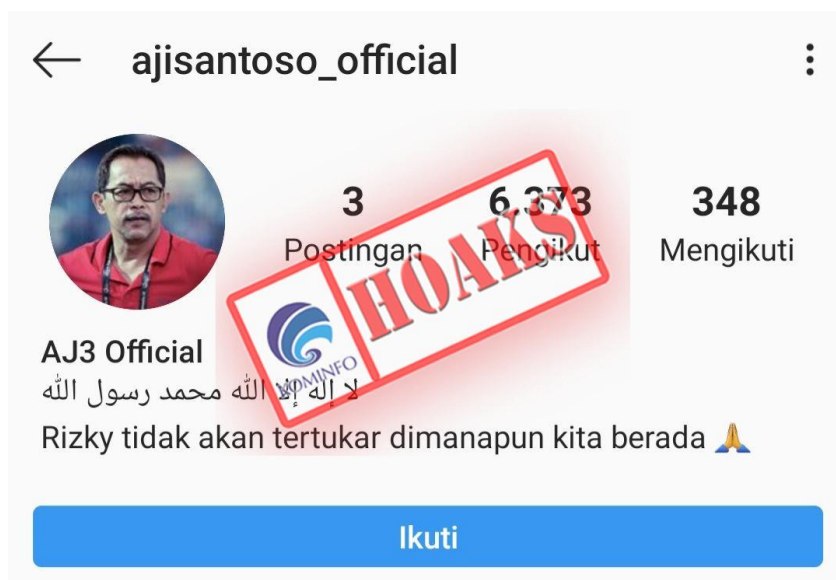 ajisantoso_official
3 6.373 348
Postingan Pengikut Mengikuti
KOMINFO HOAKS
AJ3 Official
لا إله إلا الله محمد رسول الله
Rizky tidak akan tertukar dimanapun kita berada 🙏
Ikuti